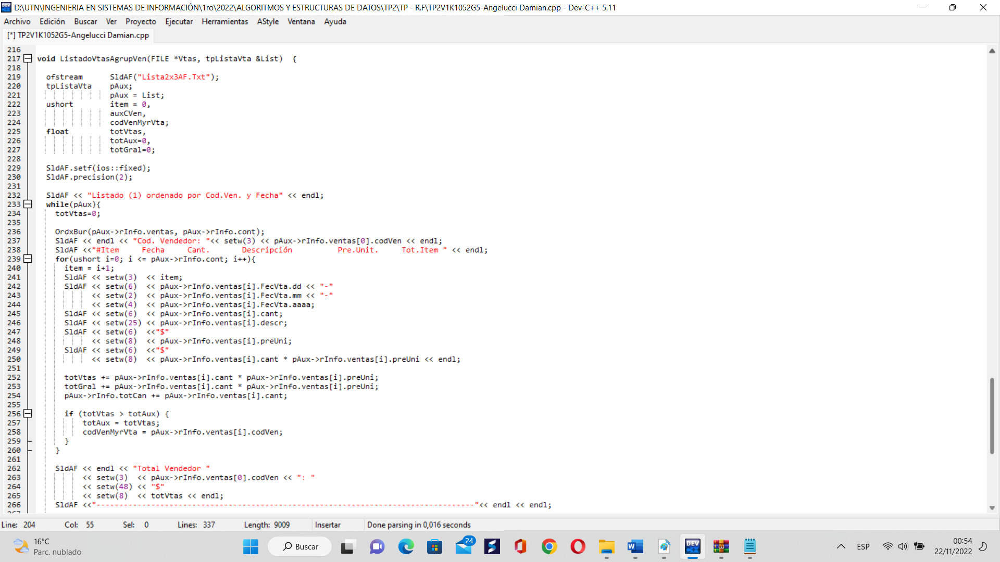 D:\UTN\INGENIERIA EN SISTEMAS DE INFORMACIÓN\1ro\2022\ALGORITMOS Y ESTRUCTURAS DE DATOS\TP2\TP - R.F\TP2V1K1052G5-Angelucci Damian.cpp - Dev-C++ 5.11
Archivo Edición Buscar Ver Proyecto Ejecutar Herramientas AStyle Ventana Ayuda
[*] TP2V1K1052G5-Angelucci Damian.cpp
216
217 void ListadoVtasAgrupVen(FILE *Vtas, tpListaVta &List)  {
218
219 ofstream SldAF("Lista2x3AF.Txt");
220 tpListaVta pAux;
221 pAux = List;
222 ushort item = 0,
223 auxCVen,
224 codVenMyrVta;
225 float totVtas,
226 totAux=0,
227 totGral=0;
228
229 SldAF.setf(ios::fixed);
230 SldAF.precision(2);
231
232 SldAF << "Listado (1) ordenado por Cod.Ven. y Fecha" << endl;
233 while(pAux){
234 totVtas=0;
235
236 OrdxBur(pAux->rInfo.ventas, pAux->rInfo.cont);
237 SldAF << endl << "Cod. Vendedor: "<< setw(3) << pAux->rInfo.ventas[0].codVen << endl;
238 SldAF <<"#Item     Fecha     Cant.       Descripción          Pre.Unit.     Tot.Item " << endl;
239 for(ushort i=0; i <= pAux->rInfo.cont; i++){
240 item = i+1;
241 SldAF << setw(3)  << item;
242 SldAF << setw(6)  << pAux->rInfo.ventas[i].FecVta.dd << "-"
243 << setw(2)  << pAux->rInfo.ventas[i].FecVta.mm << "-"
244 << setw(4)  << pAux->rInfo.ventas[i].FecVta.aaaa;
245 SldAF << setw(6)  << pAux->rInfo.ventas[i].cant;
246 SldAF << setw(25) << pAux->rInfo.ventas[i].descr;
247 SldAF << setw(6)  <<"$"
248 << setw(8)  << pAux->rInfo.ventas[i].preUni;
249 SldAF << setw(6)  <<"$"
250 << setw(8)  << pAux->rInfo.ventas[i].cant * pAux->rInfo.ventas[i].preUni << endl;
251
252 totVtas += pAux->rInfo.ventas[i].cant * pAux->rInfo.ventas[i].preUni;
253 totGral += pAux->rInfo.ventas[i].cant * pAux->rInfo.ventas[i].preUni;
254 pAux->rInfo.totCan += pAux->rInfo.ventas[i].cant;
255
256 if (totVtas > totAux) {
257 totAux = totVtas;
258 codVenMyrVta = pAux->rInfo.ventas[i].codVen;
259 }
260 }
261
262 SldAF << endl << "Total Vendedor "
263 << setw(3)  << pAux->rInfo.ventas[0].codVen << ": "
264 << setw(48) << "$"
265 << setw(8)  << totVtas << endl;
266 SldAF <<"-----------------------------------------------------------------------------------"<< endl << endl;
Line: 204 Col: 55 Sel: 0 Lines: 337 Length: 9009 Insertar Done parsing in 0,016 seconds
16°C
Parc. nublado
Buscar
24
DEV C++
ESP
00:54
22/11/2022